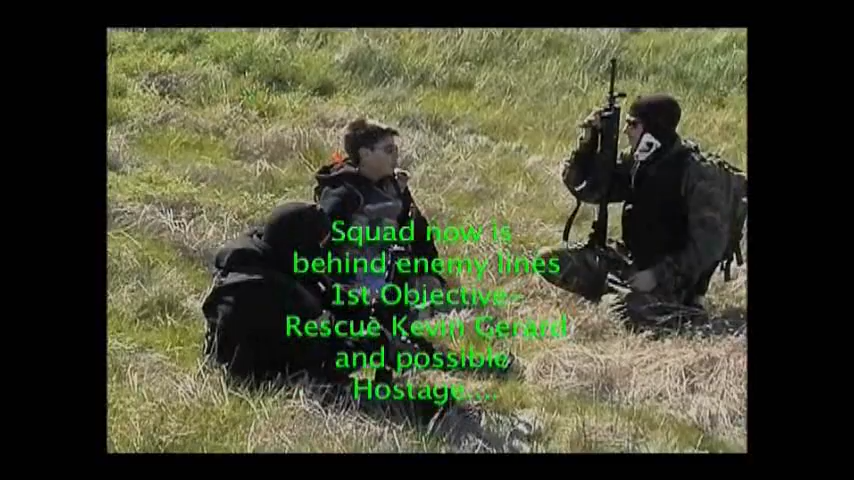 Squad now is
behind enemy lines
1st Objective--
Rescue Kevin Gerard
and possible
Hostage....